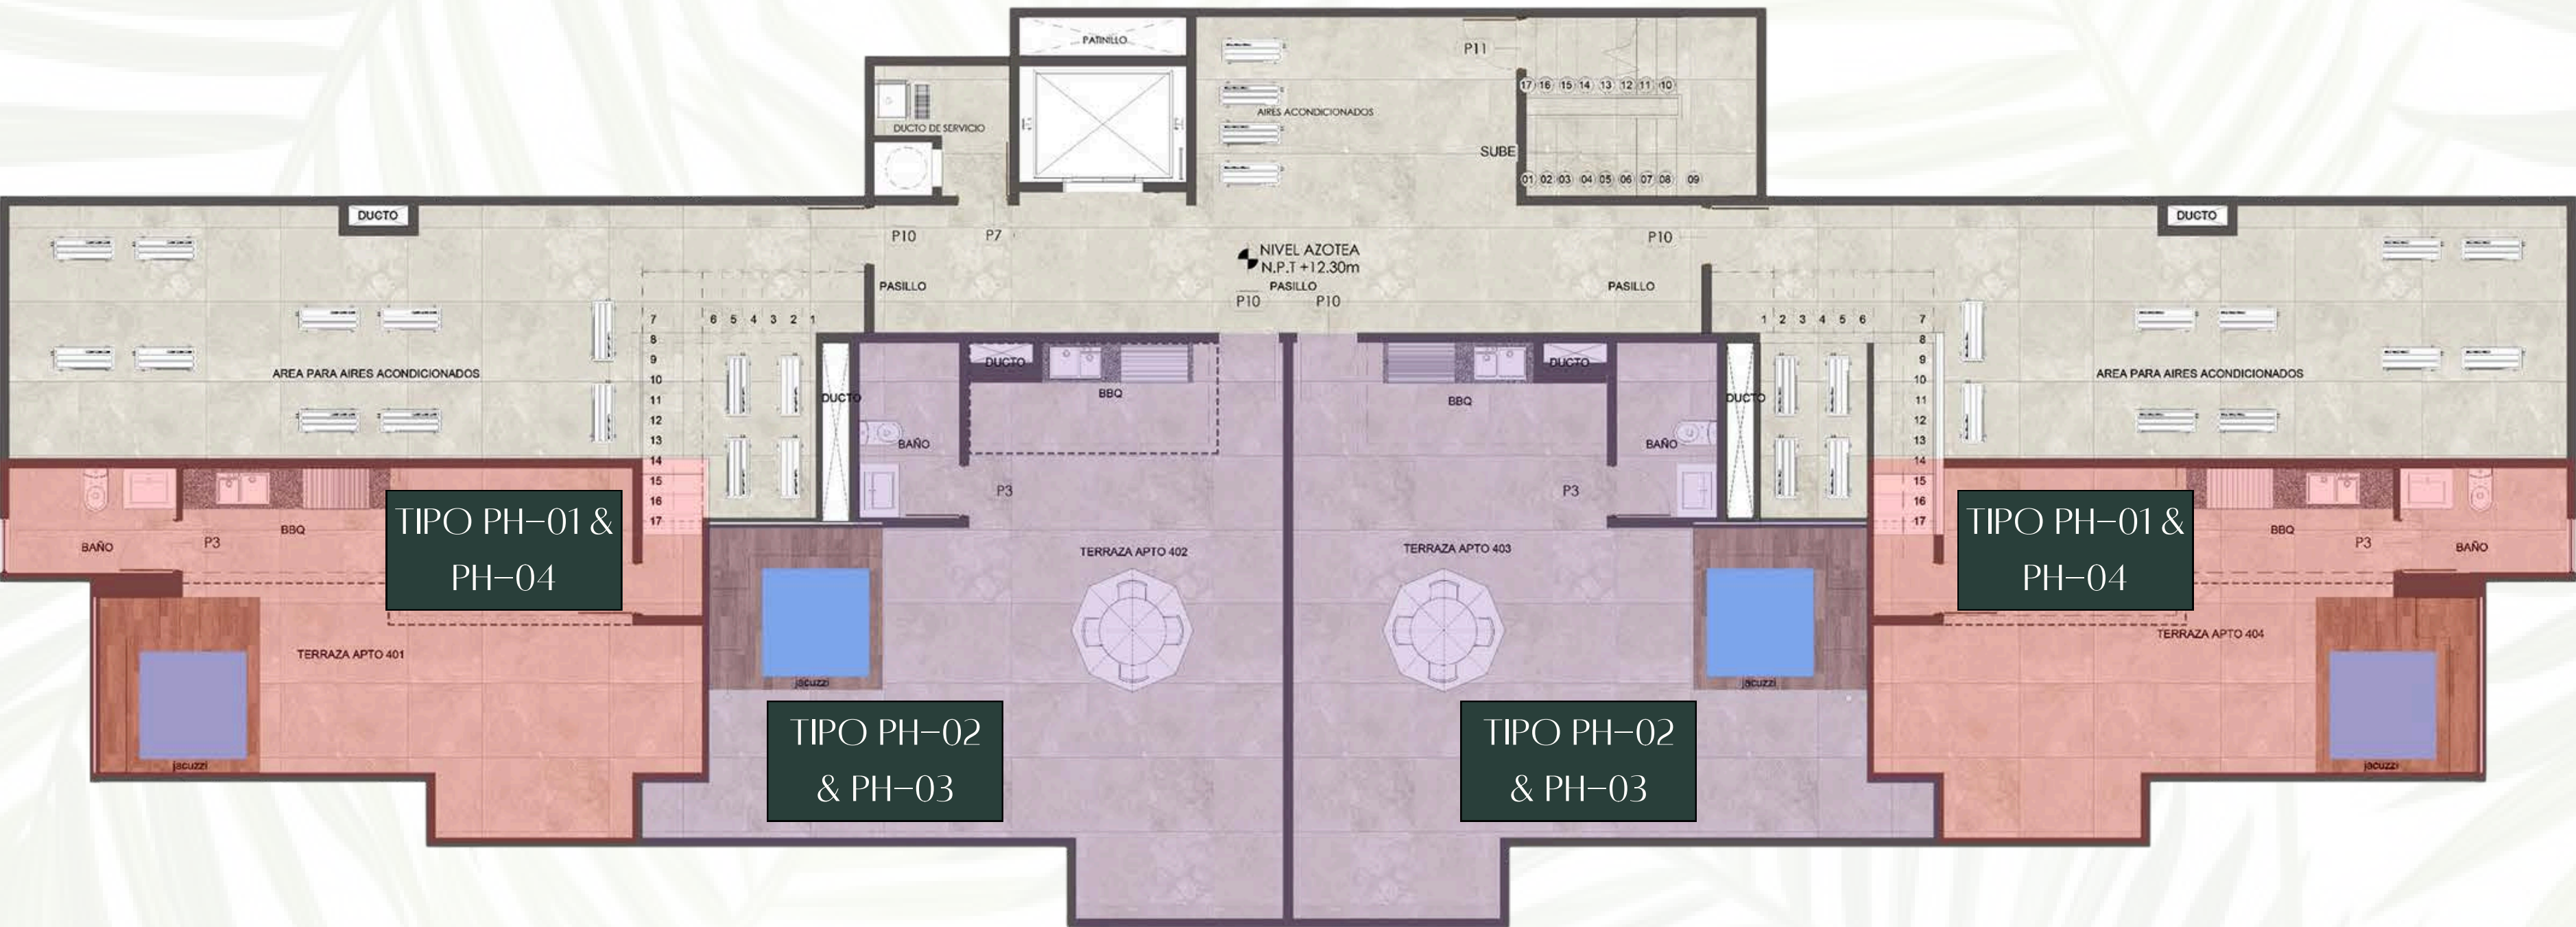 PATINILLO
P11
17 16 15 14 13 12 11 10
AIRES ACONDICIONADOS
DUCTO DE SERVICIO
SUBE
01 02 03 04 05 06 07 08 09
DUCTO
DUCTO
P10
P7
P10
NIVEL AZOTEA
N.P.T +12.30m
PASILLO
PASILLO
PASILLO
P10
P10
7
6 5 4 3 2 1
8
9
10
11
12
13
14
15
16
17
1 2 3 4 5 6
7
8
9
10
11
12
13
14
15
16
17
AREA PARA AIRES ACONDICIONADOS
AREA PARA AIRES ACONDICIONADOS
DUCTO
DUCTO
BBQ
DUCTO
BBQ
DUCTO
BAÑO
BAÑO
P3
P3
TIPO PH-01 &
PH-04
BBQ
BAÑO
P3
TERRAZA APTO 401
jacuzzi
TERRAZA APTO 402
jacuzzi
TIPO PH-02
& PH-03
TERRAZA APTO 403
jacuzzi
TIPO PH-02
& PH-03
TIPO PH-01 &
PH-04
BBQ
P3
BAÑO
TERRAZA APTO 404
jacuzzi